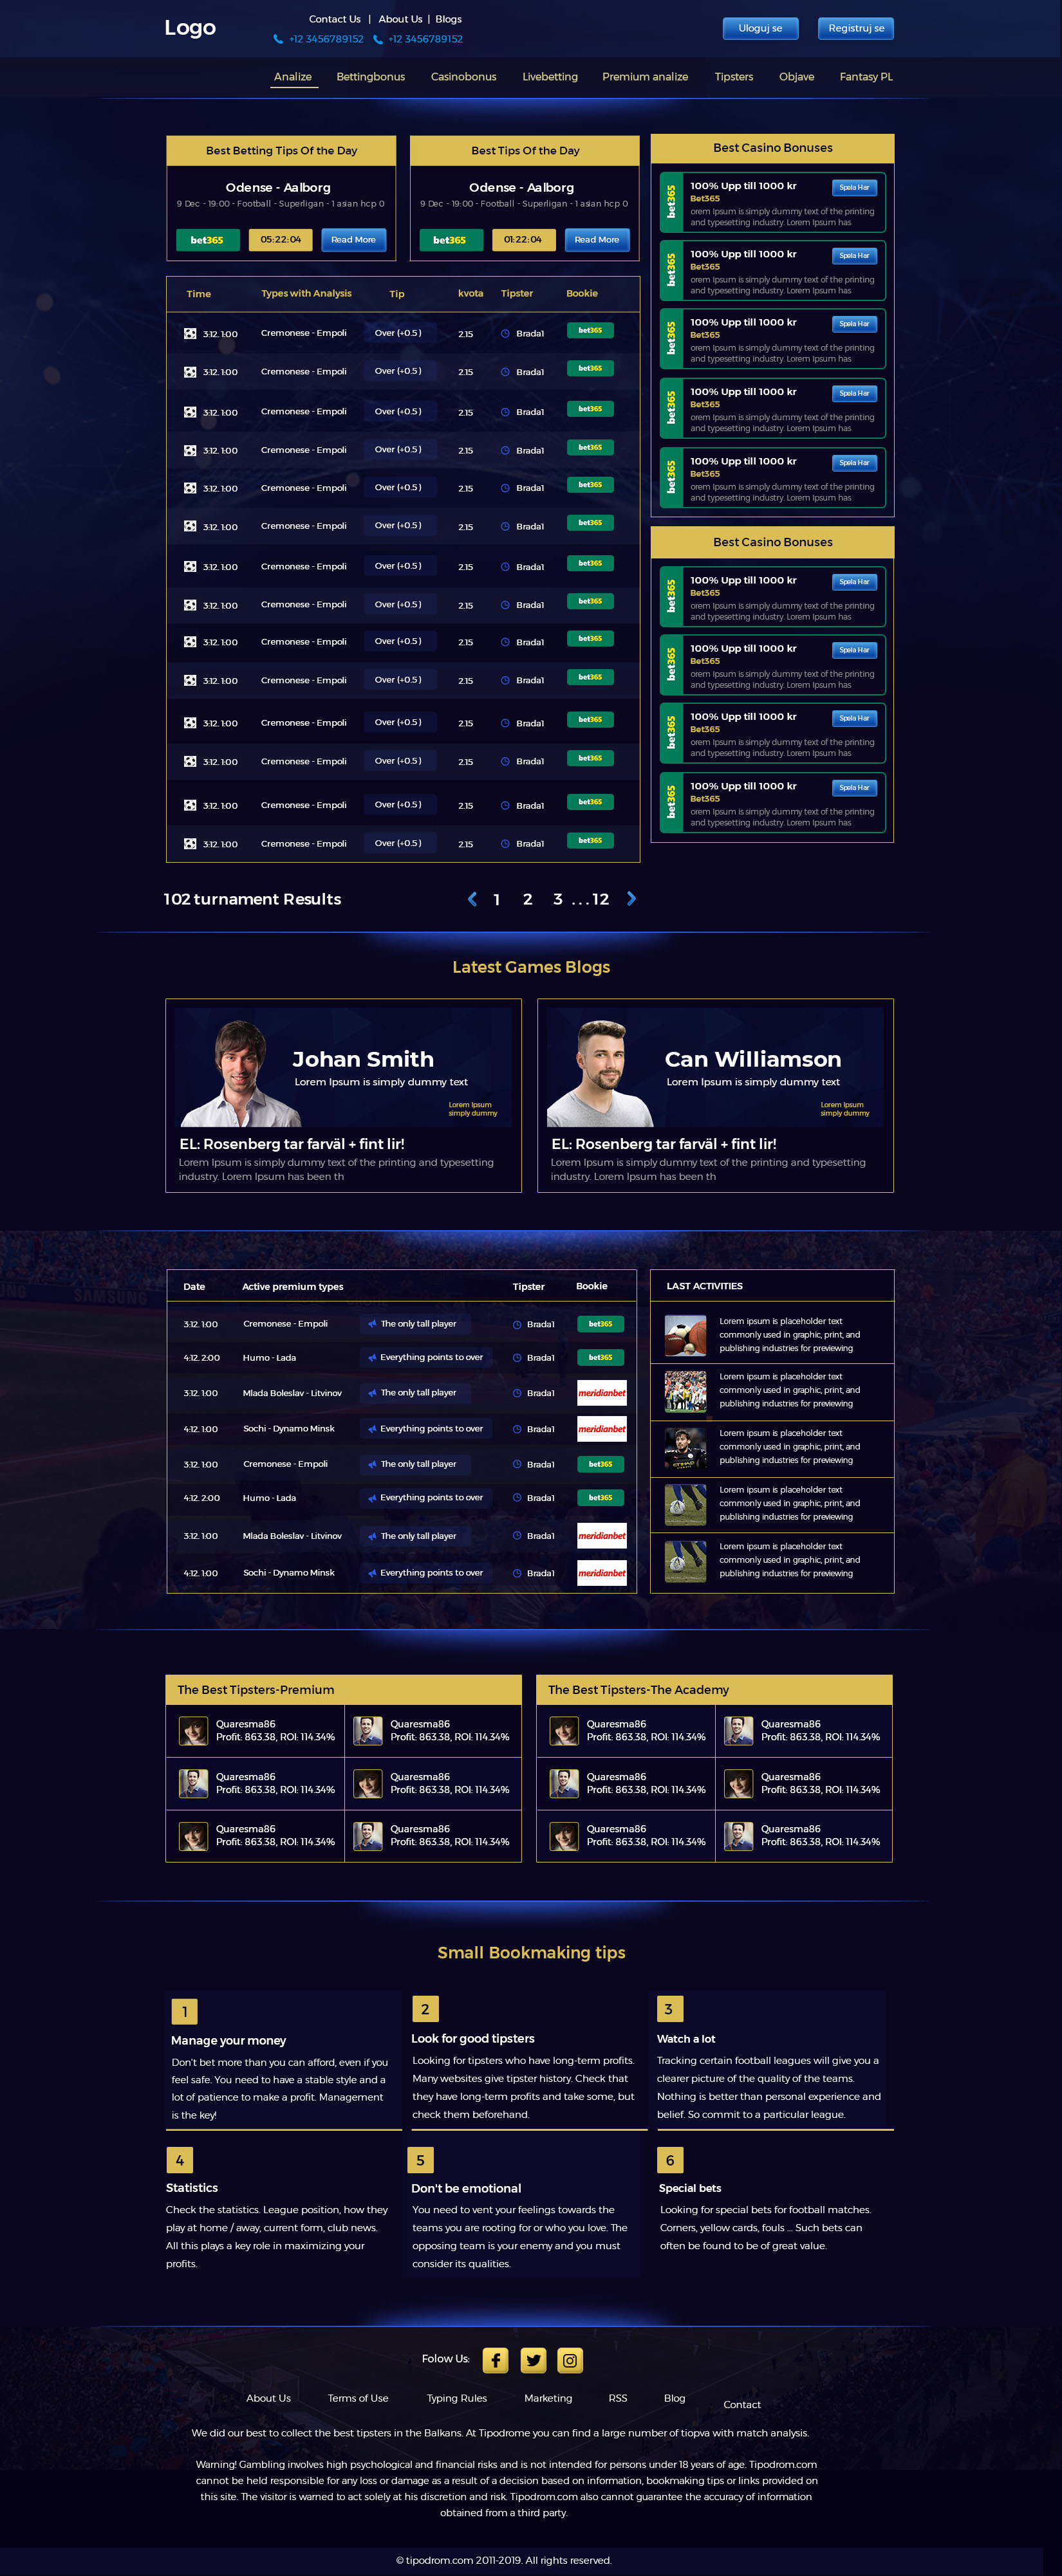 Logo
Contact Us | About Us | Blogs
+12 3456789152 +12 3456789152
Uloguj se
Registruj se
Analize Bettingbonus Casinobonus Livebetting Premium analize Tipsters Objave Fantasy PL
Best Betting Tips Of the Day
Odense - Aalborg
9 Dec - 19:00 - Football - Superligan - 1 asian hcp 0
bet365 05:22:04 Read More
Best Tips Of the Day
Odense - Aalborg
9 Dec - 19:00 - Football - Superligan - 1 asian hcp 0
bet365 01:22:04 Read More
Time Types with Analysis Tip kvota Tipster Bookie
3.12. 1:00 Cremonese - Empoli Over (+0.5 ) 2.15 Brada1 bet365
3.12. 1:00 Cremonese - Empoli Over (+0.5 ) 2.15 Brada1 bet365
3.12. 1:00 Cremonese - Empoli Over (+0.5 ) 2.15 Brada1 bet365
3.12. 1:00 Cremonese - Empoli Over (+0.5 ) 2.15 Brada1 bet365
3.12. 1:00 Cremonese - Empoli Over (+0.5 ) 2.15 Brada1 bet365
3.12. 1:00 Cremonese - Empoli Over (+0.5 ) 2.15 Brada1 bet365
3.12. 1:00 Cremonese - Empoli Over (+0.5 ) 2.15 Brada1 bet365
3.12. 1:00 Cremonese - Empoli Over (+0.5 ) 2.15 Brada1 bet365
3.12. 1:00 Cremonese - Empoli Over (+0.5 ) 2.15 Brada1 bet365
3.12. 1:00 Cremonese - Empoli Over (+0.5 ) 2.15 Brada1 bet365
3.12. 1:00 Cremonese - Empoli Over (+0.5 ) 2.15 Brada1 bet365
3.12. 1:00 Cremonese - Empoli Over (+0.5 ) 2.15 Brada1 bet365
3.12. 1:00 Cremonese - Empoli Over (+0.5 ) 2.15 Brada1 bet365
3.12. 1:00 Cremonese - Empoli Over (+0.5 ) 2.15 Brada1 bet365
102 turnament Results
1 2 3 ...12
Best Casino Bonuses
bet365
100% Upp till 1000 kr Spela Har
Bet365
orem Ipsum is simply dummy text of the printing
and typesetting industry. Lorem Ipsum has
bet365
100% Upp till 1000 kr Spela Har
Bet365
orem Ipsum is simply dummy text of the printing
and typesetting industry. Lorem Ipsum has
bet365
100% Upp till 1000 kr Spela Har
Bet365
orem Ipsum is simply dummy text of the printing
and typesetting industry. Lorem Ipsum has
bet365
100% Upp till 1000 kr Spela Har
Bet365
orem Ipsum is simply dummy text of the printing
and typesetting industry. Lorem Ipsum has
bet365
100% Upp till 1000 kr Spela Har
Bet365
orem Ipsum is simply dummy text of the printing
and typesetting industry. Lorem Ipsum has
Best Casino Bonuses
bet365
100% Upp till 1000 kr Spela Har
Bet365
orem Ipsum is simply dummy text of the printing
and typesetting industry. Lorem Ipsum has
bet365
100% Upp till 1000 kr Spela Har
Bet365
orem Ipsum is simply dummy text of the printing
and typesetting industry. Lorem Ipsum has
bet365
100% Upp till 1000 kr Spela Har
Bet365
orem Ipsum is simply dummy text of the printing
and typesetting industry. Lorem Ipsum has
bet365
100% Upp till 1000 kr Spela Har
Bet365
orem Ipsum is simply dummy text of the printing
and typesetting industry. Lorem Ipsum has
Latest Games Blogs
Johan Smith
Lorem Ipsum is simply dummy text
Lorem Ipsum
simply dummy
EL: Rosenberg tar farväl + fint lir!
Lorem Ipsum is simply dummy text of the printing and typesetting
industry. Lorem Ipsum has been th
Can Williamson
Lorem Ipsum is simply dummy text
Lorem Ipsum
simply dummy
EL: Rosenberg tar farväl + fint lir!
Lorem Ipsum is simply dummy text of the printing and typesetting
industry. Lorem Ipsum has been th
Date Active premium types Tipster Bookie
3.12. 1:00 Cremonese - Empoli The only tall player Brada1 bet365
4.12. 2:00 Humo - Lada Everything points to over Brada1 bet365
3.12. 1:00 Mlada Boleslav - Litvinov The only tall player Brada1 meridianbet
4.12. 1:00 Sochi - Dynamo Minsk Everything points to over Brada1 meridianbet
3.12. 1:00 Cremonese - Empoli The only tall player Brada1 bet365
4.12. 2:00 Humo - Lada Everything points to over Brada1 bet365
3.12. 1:00 Mlada Boleslav - Litvinov The only tall player Brada1 meridianbet
4.12. 1:00 Sochi - Dynamo Minsk Everything points to over Brada1 meridianbet
LAST ACTIVITIES
Lorem ipsum is placeholder text
commonly used in graphic, print, and
publishing industries for previewing
Lorem ipsum is placeholder text
commonly used in graphic, print, and
publishing industries for previewing
Lorem ipsum is placeholder text
commonly used in graphic, print, and
publishing industries for previewing
Lorem ipsum is placeholder text
commonly used in graphic, print, and
publishing industries for previewing
Lorem ipsum is placeholder text
commonly used in graphic, print, and
publishing industries for previewing
The Best Tipsters-Premium
Quaresma86 Quaresma86
Profit: 863.38, ROI: 114.34% Profit: 863.38, ROI: 114.34%
Quaresma86 Quaresma86
Profit: 863.38, ROI: 114.34% Profit: 863.38, ROI: 114.34%
Quaresma86 Quaresma86
Profit: 863.38, ROI: 114.34% Profit: 863.38, ROI: 114.34%
The Best Tipsters-The Academy
Quaresma86 Quaresma86
Profit: 863.38, ROI: 114.34% Profit: 863.38, ROI: 114.34%
Quaresma86 Quaresma86
Profit: 863.38, ROI: 114.34% Profit: 863.38, ROI: 114.34%
Quaresma86 Quaresma86
Profit: 863.38, ROI: 114.34% Profit: 863.38, ROI: 114.34%
Small Bookmaking tips
1
Manage your money
Don't bet more than you can afford, even if you
feel safe. You need to have a stable style and a
lot of patience to make a profit. Management
is the key!
2
Look for good tipsters
Looking for tipsters who have long-term profits.
Many websites give tipster history. Check that
they have long-term profits and take some, but
check them beforehand.
3
Watch a lot
Tracking certain football leagues will give you a
clearer picture of the quality of the teams.
Nothing is better than personal experience and
belief. So commit to a particular league.
4
Statistics
Check the statistics. League position, how they
play at home / away, current form, club news.
All this plays a key role in maximizing your
profits.
5
Don't be emotional
You need to vent your feelings towards the
teams you are rooting for or who you love. The
opposing team is your enemy and you must
consider its qualities.
6
Special bets
Looking for special bets for football matches.
Corners, yellow cards, fouls ... Such bets can
often be found to be of great value.
Folow Us:
About Us Terms of Use Typing Rules Marketing RSS Blog Contact
We did our best to collect the best tipsters in the Balkans. At Tipodrome you can find a large number of tiopva with match analysis.
Warning! Gambling involves high psychological and financial risks and is not intended for persons under 18 years of age. Tipodrom.com
cannot be held responsible for any loss or damage as a result of a decision based on information, bookmaking tips or links provided on
this site. The visitor is warned to act solely at his discretion and risk. Tipodrom.com also cannot guarantee the accuracy of information
obtained from a third party.
© tipodrom.com 2011-2019. All rights reserved.